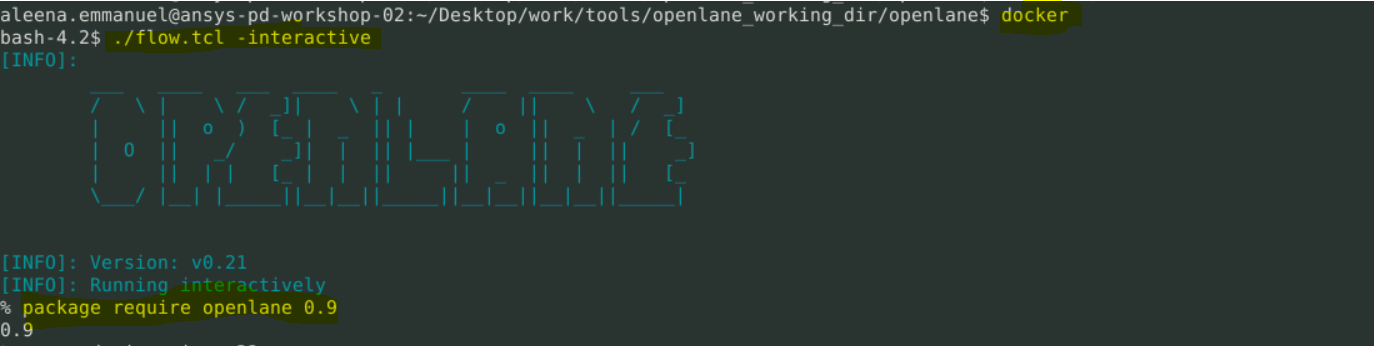 aleena.emmanuel@ansys-pd-workshop-02:~/Desktop/work/tools/openlane_working_dir/openlane$ docker
bash-4.2$ ./flow.tcl -interactive
[INFO]:
OPENLANE
[INFO]: Version: v0.21
[INFO]: Running interactively
% package require openlane 0.9
0.9